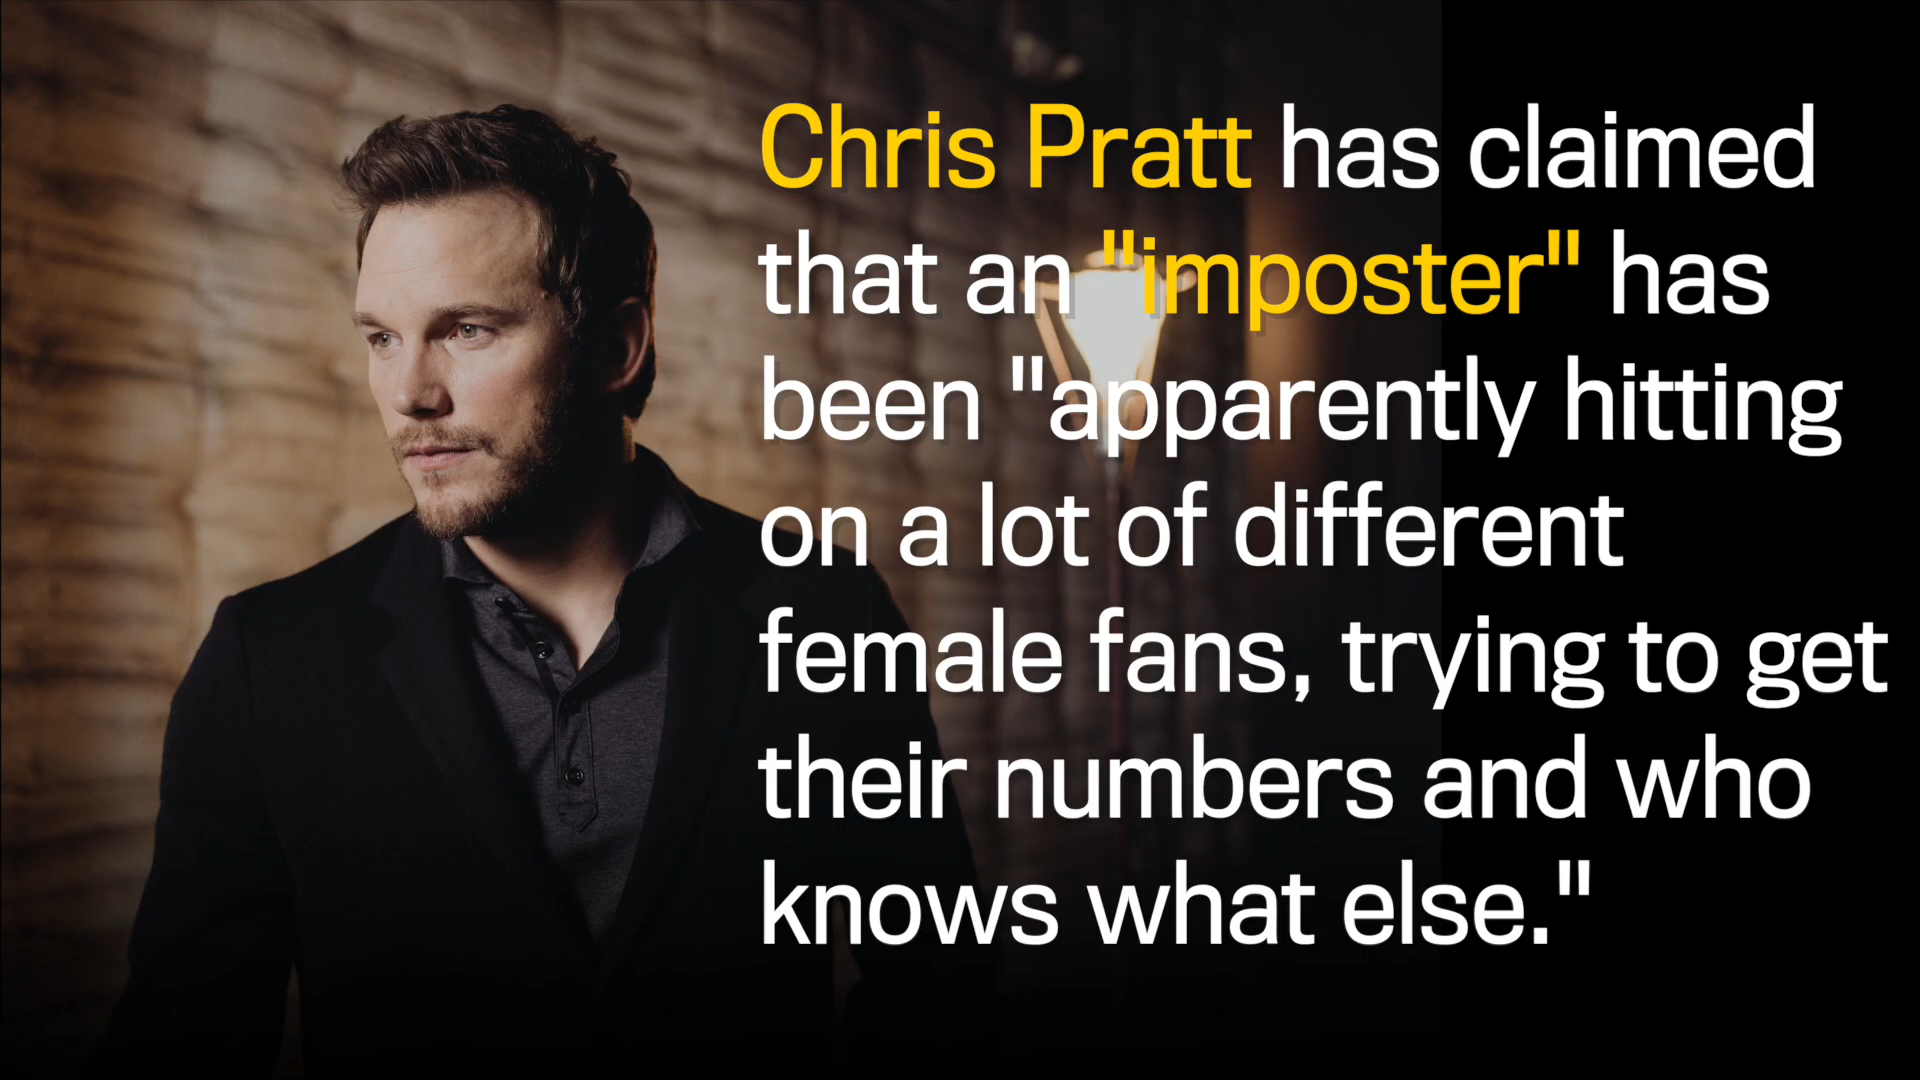 Chris Pratt has claimed
that an "imposter" has
been "apparently hitting
on a lot of different
female fans, trying to get
their numbers and who
knows what else."